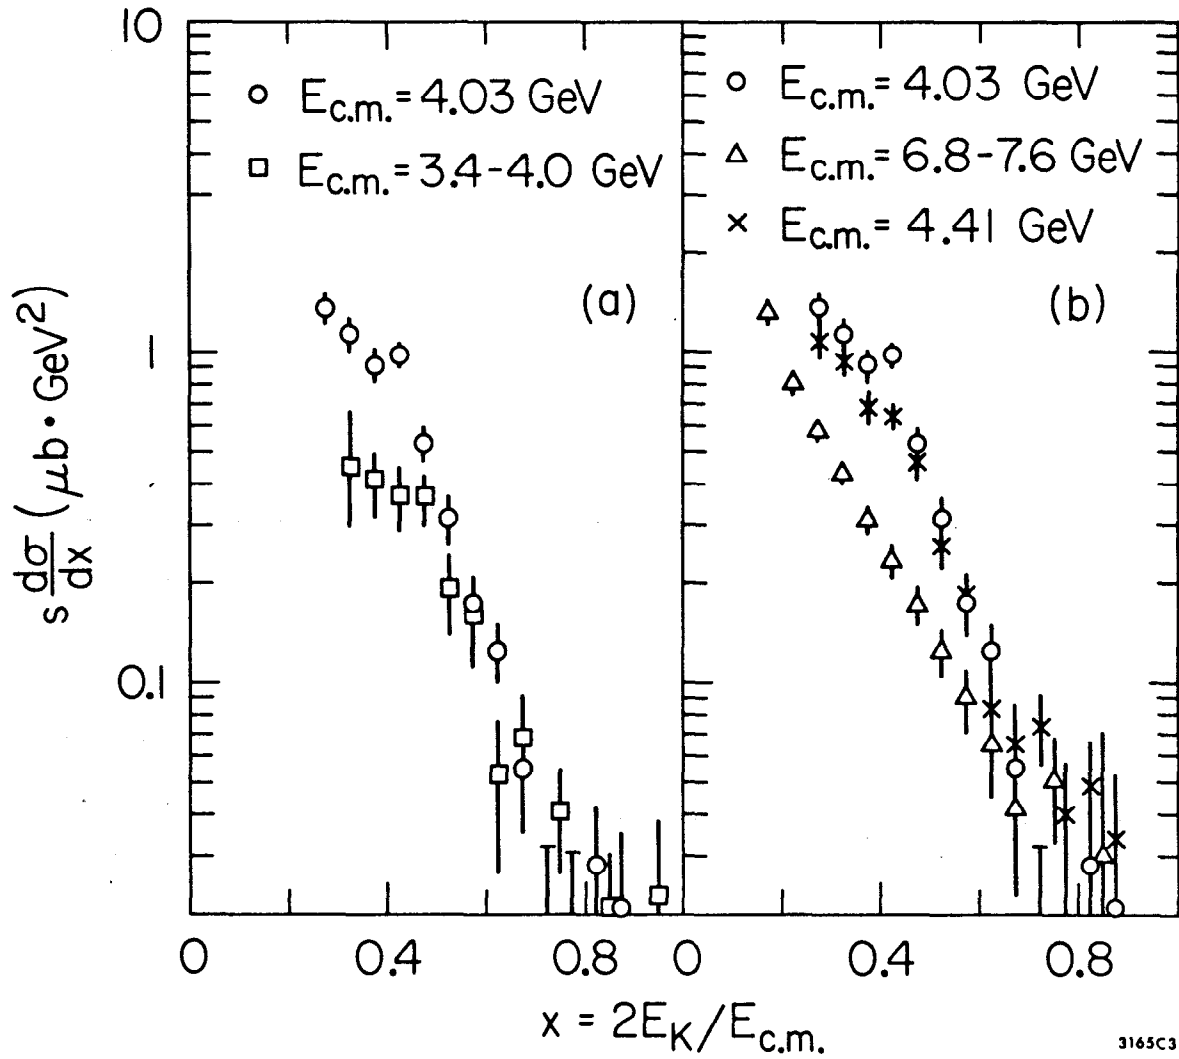 10
1
0.1
s dσ/dx (μb • GeV²)
○ E_c.m. = 4.03 GeV
□ E_c.m. = 3.4-4.0 GeV
(a)
○ E_c.m. = 4.03 GeV
△ E_c.m. = 6.8-7.6 GeV
× E_c.m. = 4.41 GeV
(b)
0 0.4 0.8 0 0.4 0.8
x = 2E_K/E_c.m.
3165C3